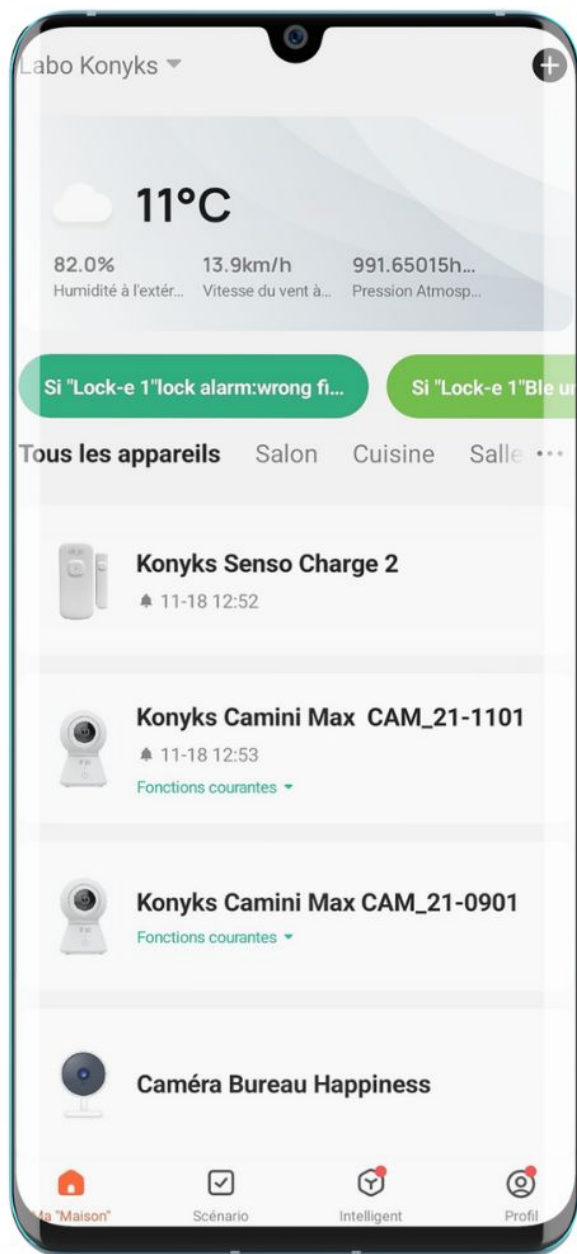 Labo Konyks
11°C
82.0% 13.9km/h 991.65015h...
Humidité à l'extér... Vitesse du vent à... Pression Atmosp...
Si "Lock-e 1"lock alarm:wrong fi... Si "Lock-e 1"Ble un
Tous les appareils Salon Cuisine Salle ...
Konyks Senso Charge 2
11-18 12:52
Konyks Camini Max CAM_21-1101
11-18 12:53
Fonctions courantes
Konyks Camini Max CAM_21-0901
Fonctions courantes
Caméra Bureau Happiness
Ma "Maison" Scénario Intelligent Profil